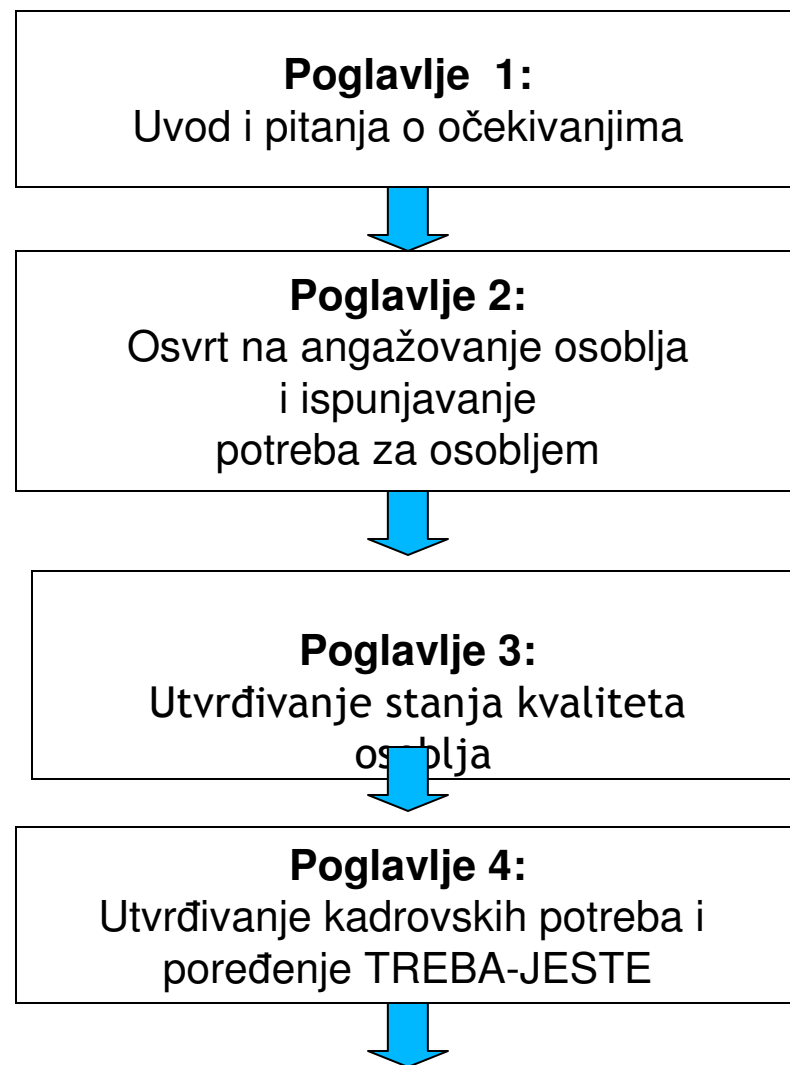 Poglavlje 1:
Uvod i pitanja o očekivanjima
Poglavlje 2:
Osvrt na angažovanje osoblja
i ispunjavanje
potreba za osobljem
Poglavlje 3:
Utvrđivanje stanja kvaliteta
osoblja
Poglavlje 4:
Utvrđivanje kadrovskih potreba i
poređenje TREBA-JESTE